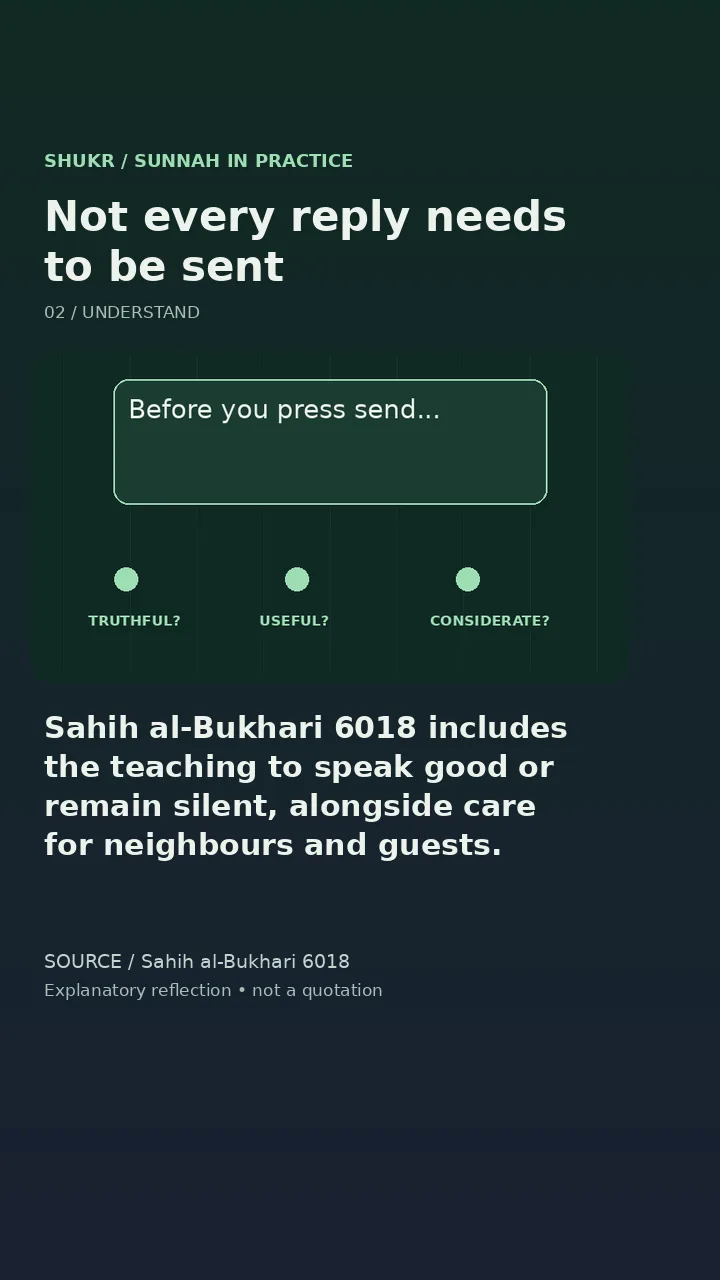 SHUKR / SUNNAH IN PRACTICE
Not every reply needs
to be sent
02 / UNDERSTAND
Before you press send...
TRUTHFUL?
USEFUL?
CONSIDERATE?
Sahih al-Bukhari 6018 includes
the teaching to speak good or
remain silent, alongside care
for neighbours and guests.
SOURCE / Sahih al-Bukhari 6018
Explanatory reflection • not a quotation